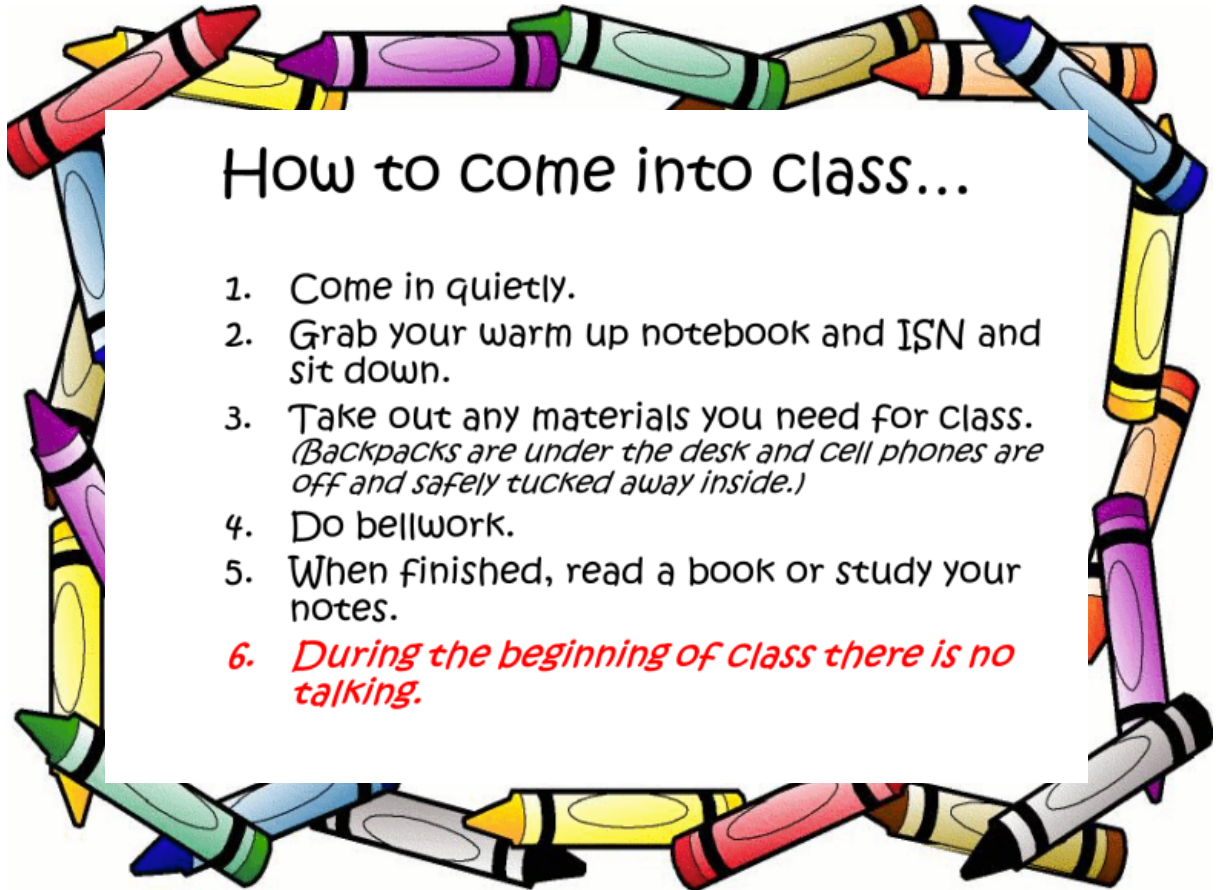 How to come into class...
1. Come in quietly.
2. Grab your warm up notebook and ISN and
sit down.
3. Take out any materials you need for class.
(Backpacks are under the desk and cell phones are
off and safely tucked away inside.)
4. Do bellwork.
5. When finished, read a book or study your
notes.
6. During the beginning of class there is no
talking.